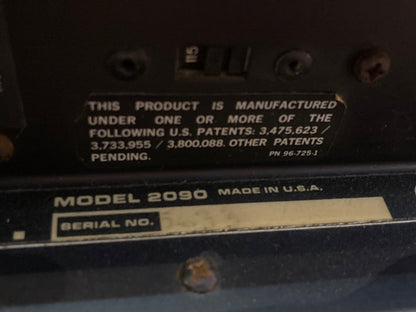 115
THIS PRODUCT IS MANUFACTURED
UNDER ONE OR MORE OF THE
FOLLOWING U.S. PATENTS: 3,475,623 /
3,733,955 / 3,800,088. OTHER PATENTS
PENDING. PN 96-725-1
MODEL 2090 MADE IN U.S.A.
SERIAL NO.